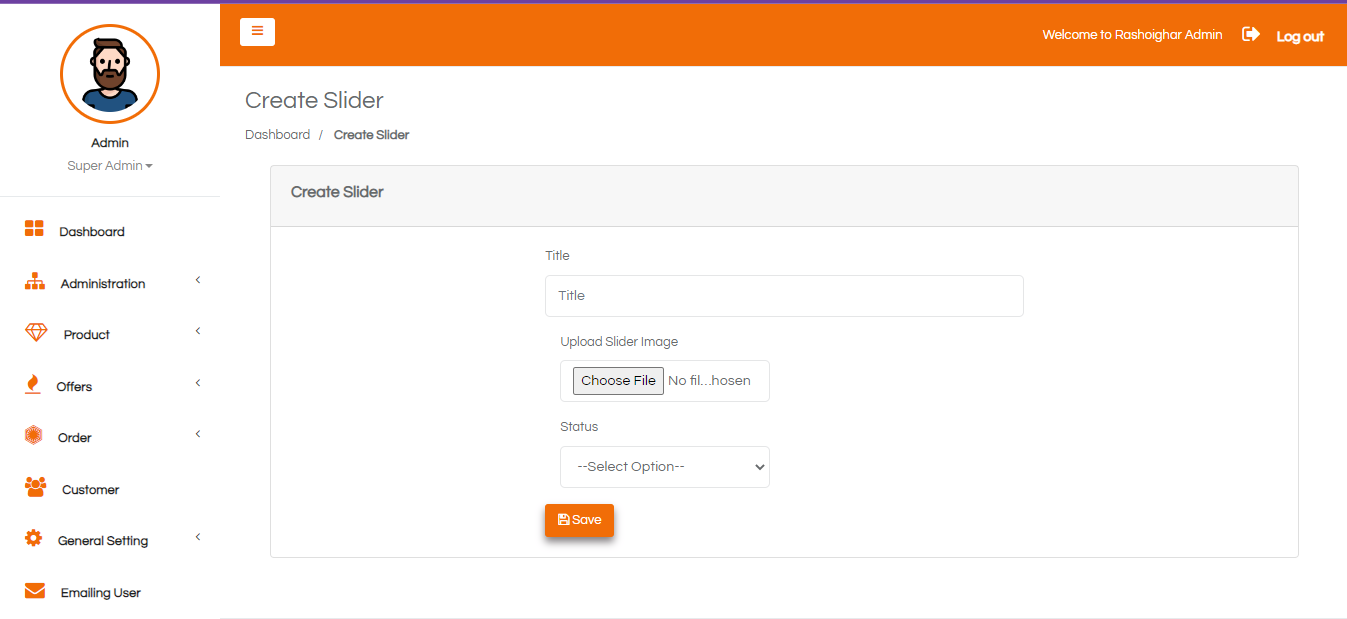 Welcome to Rashoighar Admin
Log out
Admin
Super Admin
Dashboard
Administration
Product
Offers
Order
Customer
General Setting
Emailing User
Create Slider
Dashboard / Create Slider
Create Slider
Title
Title
Upload Slider Image
Choose File No fil...hosen
Status
--Select Option--
Save